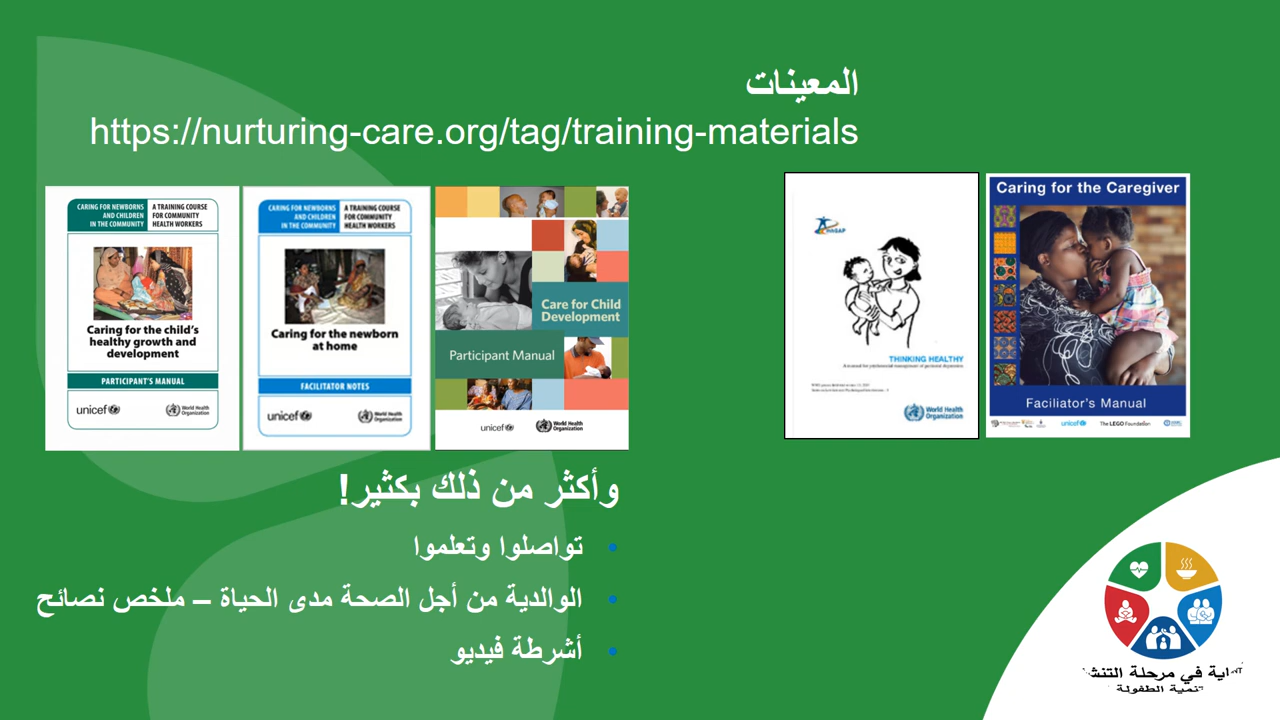 المعينات
https://nurturing-care.org/tag/training-materials
CARING FOR NEWBORNS
AND CHILDREN
IN THE COMMUNITY
A TRAINING COURSE
FOR COMMUNITY
HEALTH WORKERS
Caring for the child's
healthy growth and
development
PARTICIPANT'S MANUAL
unicef
World Health
Organization
CARING FOR NEWBORNS
AND CHILDREN
IN THE COMMUNITY
A TRAINING COURSE
FOR COMMUNITY
HEALTH WORKERS
Caring for the newborn
at home
FACILITATOR NOTES
unicef
World Health
Organization
Care for Child
Development
Participant Manual
unicef
World Health
Organization
THINKING HEALTHY
World Health
Organization
Caring for the Caregiver
Faciliator's Manual
unicef
The LEGO Foundation
وأكثر من ذلك بكثير!
• تواصلوا وتعلموا
• الوالدية من أجل الصحة مدى الحياة – ملخص نصائح
• أشرطة فيديو
في مرحلة
تنمية الطفولة